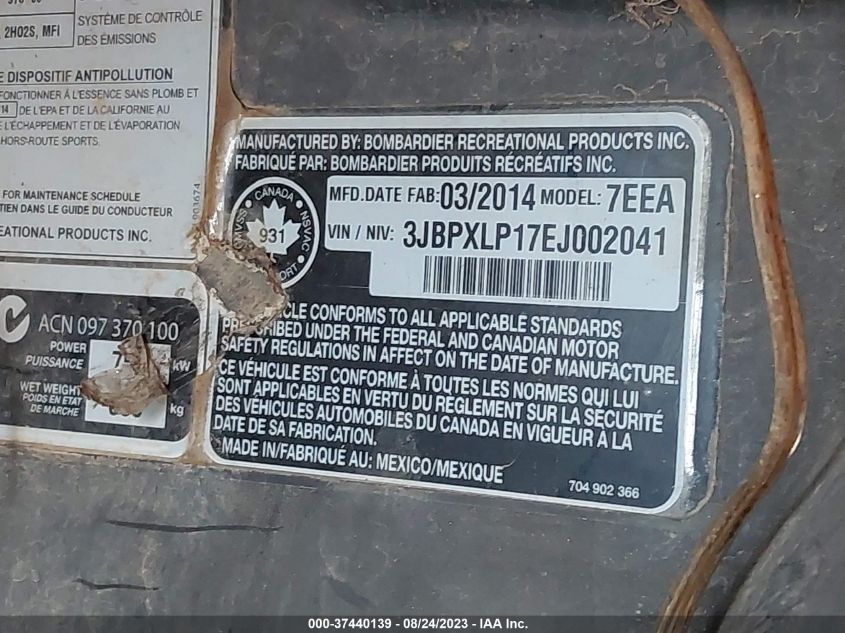 2H02S, MFI
SYSTÈME DE CONTRÔLE
DES ÉMISSIONS
E DISPOSITIF ANTIPOLLUTION
FONCTIONNER À L'ESSENCE SANS PLOMB ET
14 DE L'EPA ET DE LA CALIFORNIE AU
E L'ÉCHAPPEMENT ET DE L'ÉVAPORATION
HORS-ROUTE SPORTS.
FOR MAINTENANCE SCHEDULE
TIEN DANS LE GUIDE DU CONDUCTEUR
EATIONAL PRODUCTS INC.
ACN 097 370 100
POWER
PUISSANCE
kW
WET WEIGHT
POIDS EN ÉTAT
DE MARCHE
kg
MANUFACTURED BY: BOMBARDIER RECREATIONAL PRODUCTS INC.
FABRIQUÉ PAR: BOMBARDIER PRODUITS RÉCRÉATIFS INC.
CANADA
931
NSVAC
MFD.DATE FAB: 03/2014 MODEL: 7EEA
VIN / NIV: 3JBPXLP17EJ002041
CLE CONFORMS TO ALL APPLICABLE STANDARDS
PRESCRIBED UNDER THE FEDERAL AND CANADIAN MOTOR
SAFETY REGULATIONS IN AFFECT ON THE DATE OF MANUFACTURE.
CE VÉHICULE EST CONFORME À TOUTES LES NORMES QUI LUI
SONT APPLICABLES EN VERTU DU RÈGLEMENT SUR LA SÉCURITÉ
DES VÉHICULES AUTOMOBILES DU CANADA EN VIGUEUR À LA
DATE DE SA FABRICATION.
MADE IN/FABRIQUÉ AU: MEXICO/MEXIQUE
704 902 366
000-37440139 - 08/24/2023 - IAA Inc.